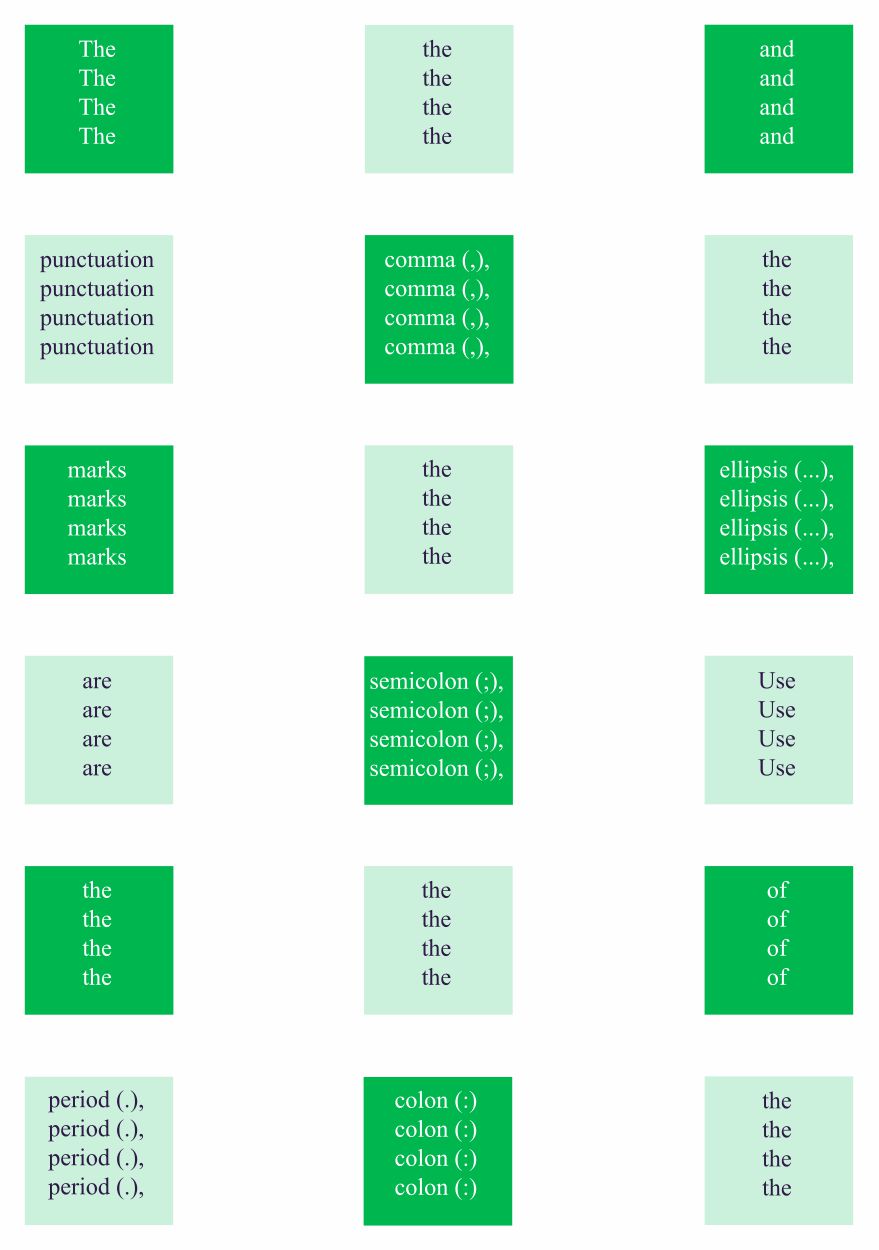 The
The
The
The
punctuation
punctuation
punctuation
punctuation
marks
marks
marks
marks
are
are
are
are
the
the
the
the
period (.),
period (.),
period (.),
period (.),
the
the
the
the
comma (,),
comma (,),
comma (,),
comma (,),
the
the
the
the
semicolon (;),
semicolon (;),
semicolon (;),
semicolon (;),
the
the
the
the
colon (:)
colon (:)
colon (:)
colon (:)
and
and
and
and
the
the
the
the
ellipsis (...),
ellipsis (...),
ellipsis (...),
ellipsis (...),
Use
Use
Use
Use
of
of
of
of
the
the
the
the